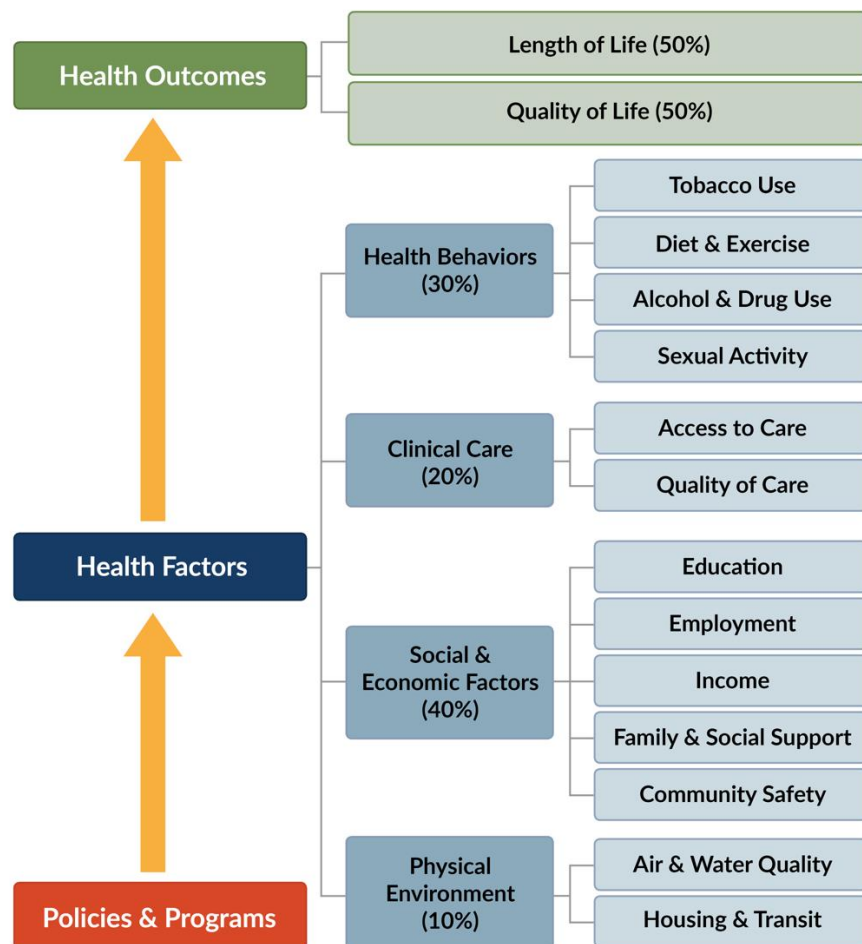 Health Outcomes
Length of Life (50%)
Quality of Life (50%)
Health Factors
Health Behaviors
(30%)
Tobacco Use
Diet & Exercise
Alcohol & Drug Use
Sexual Activity
Clinical Care
(20%)
Access to Care
Quality of Care
Social &
Economic Factors
(40%)
Education
Employment
Income
Family & Social Support
Community Safety
Physical
Environment
(10%)
Air & Water Quality
Housing & Transit
Policies & Programs